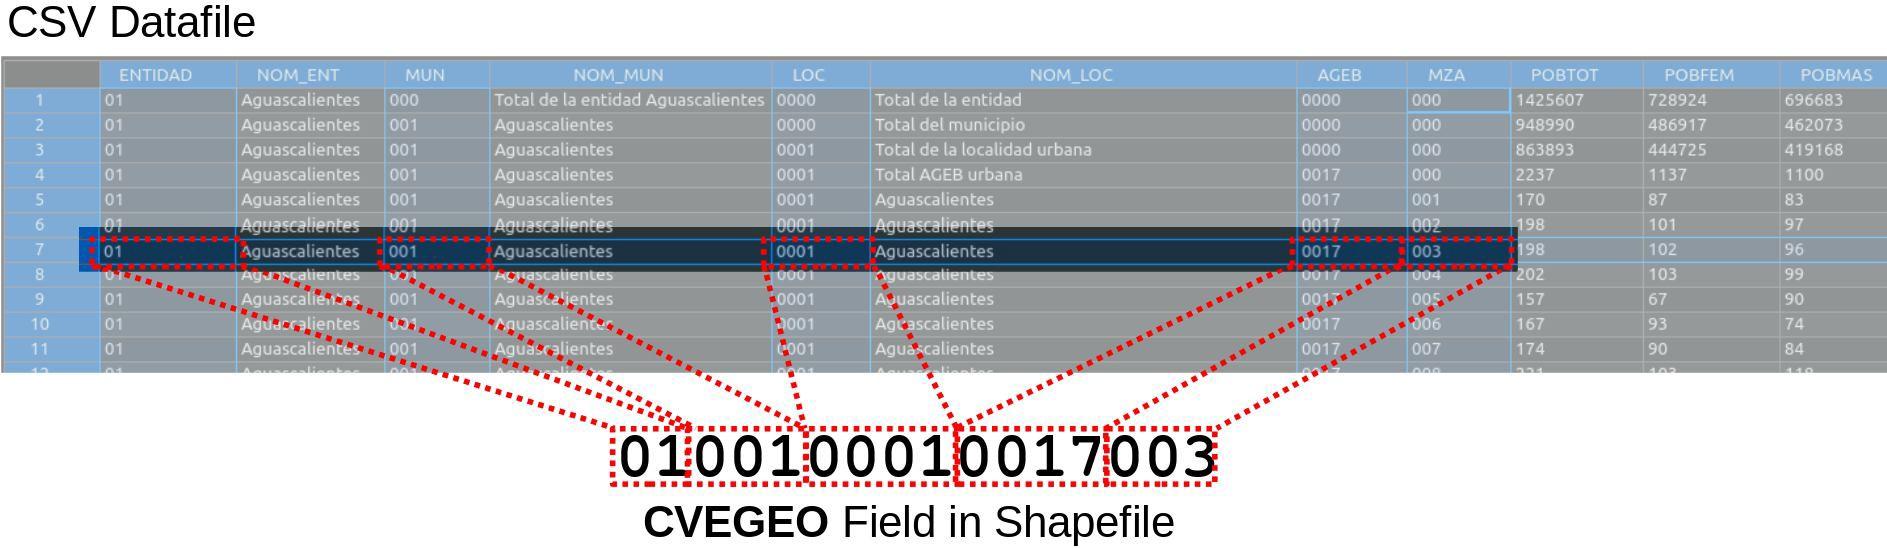 CSV Datafile
ENTIDAD NOM_ENT MUN NOM_MUN LOC NOM_LOC AGEB MZA POBTOT POBFEM POBMAS
1 01 Aguascalientes 000 Total de la entidad Aguascalientes 0000 Total de la entidad 0000 000 1425607 728924 696683
2 01 Aguascalientes 001 Aguascalientes 0000 Total del municipio 0000 000 948990 486917 462073
3 01 Aguascalientes 001 Aguascalientes 0001 Total de la localidad urbana 0000 000 863893 444725 419168
4 01 Aguascalientes 001 Aguascalientes 0001 Total AGEB urbana 0017 000 2237 1137 1100
5 01 Aguascalientes 001 Aguascalientes 0001 Aguascalientes 0017 001 170 87 83
6 01 Aguascalientes 001 Aguascalientes 0001 Aguascalientes 0017 002 198 101 97
7 01 Aguascalientes 001 Aguascalientes 0001 Aguascalientes 0017 003 198 102 96
8 01 Aguascalientes 001 Aguascalientes 0001 Aguascalientes 0017 004 202 103 99
9 01 Aguascalientes 001 Aguascalientes 0001 Aguascalientes 0017 005 157 67 90
10 01 Aguascalientes 001 Aguascalientes 0001 Aguascalientes 0017 006 167 93 74
11 01 Aguascalientes 001 Aguascalientes 0001 Aguascalientes 0017 007 174 90 84
0100100010017003
CVEGEO Field in Shapefile